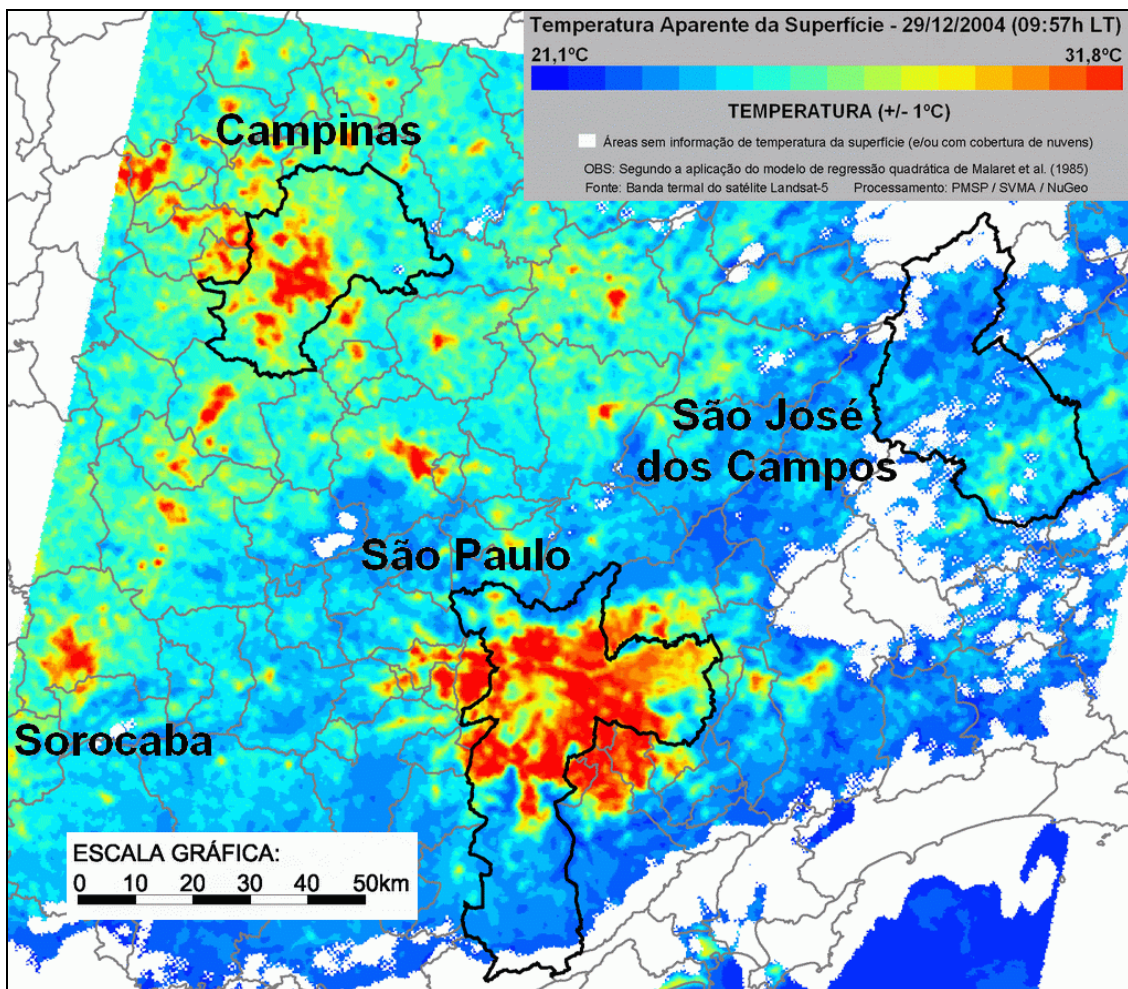 Temperatura Aparente da Superfície - 29/12/2004 (09:57h LT)
21,1ºC 31,8ºC
TEMPERATURA (+/- 1ºC)
Áreas sem informação de temperatura da superfície (e/ou com cobertura de nuvens)
OBS: Segundo a aplicação do modelo de regressão quadrática de Malaret et al. (1985)
Fonte: Banda termal do satélite Landsat-5 Processamento: PMSP / SVMA / NuGeo
Campinas
São José
dos Campos
São Paulo
Sorocaba
ESCALA GRÁFICA:
0 10 20 30 40 50km